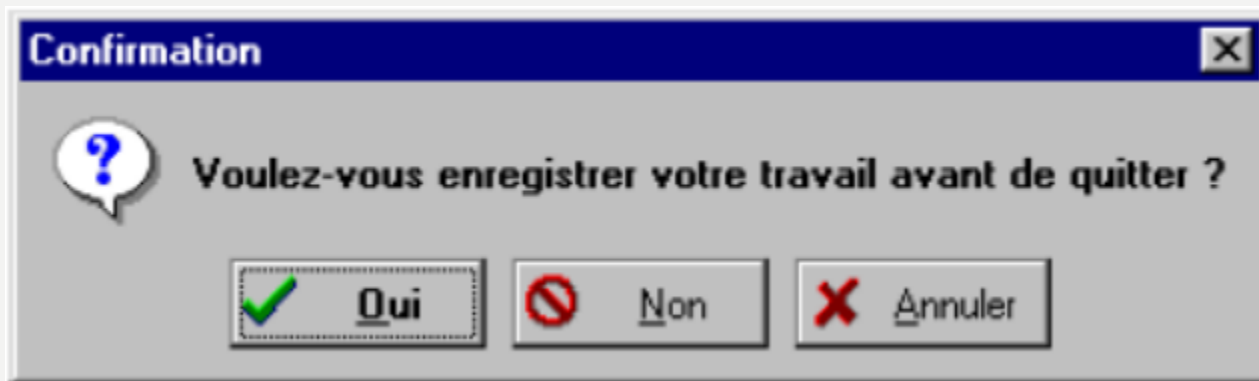 Confirmation
Voulez-vous enregistrer votre travail avant de quitter ?
Oui Non Annuler